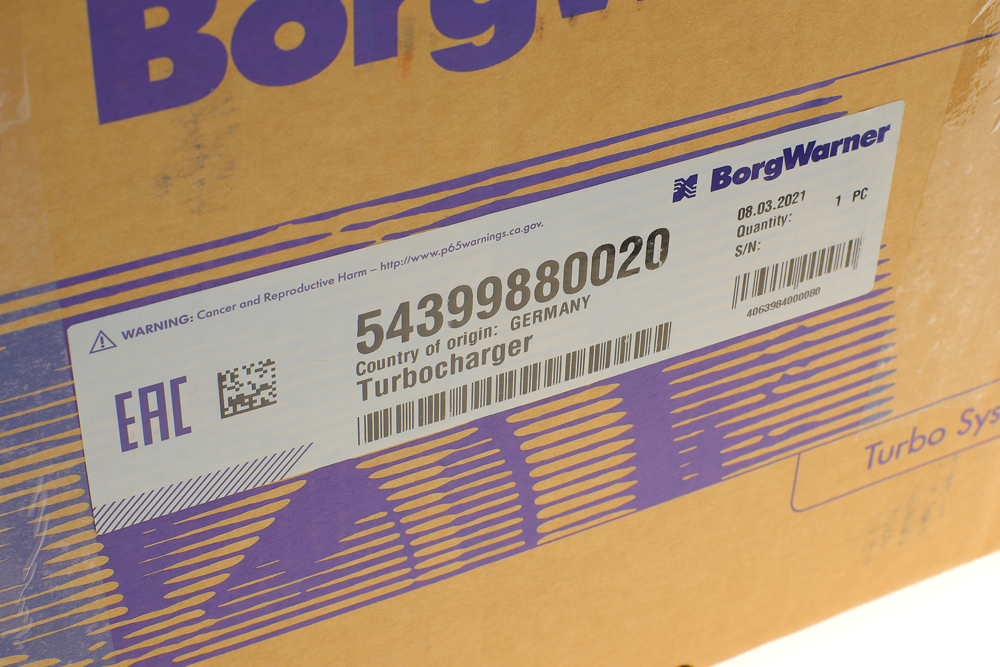 Borg
BorgWarner
08.03.2021
Quantity: 1 PC
S/N:
4063984000080
WARNING: Cancer and Reproductive Harm – http://www.p65warnings.ca.gov.
54399880020
Country of origin: GERMANY
Turbocharger
EAC
Turbo Sys